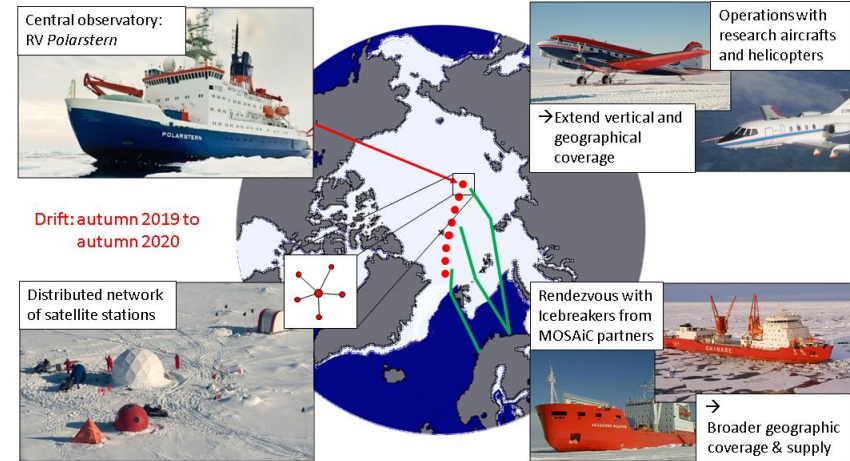 Central observatory:
RV Polarstern
POLARSTERN
Operations with
research aircrafts
and helicopters
→Extend vertical and
geographical
coverage
Drift: autumn 2019 to
autumn 2020
Distributed network
of satellite stations
Rendezvous with
Icebreakers from
MOSAiC partners
CHINARE
→
Broader geographic
coverage & supply